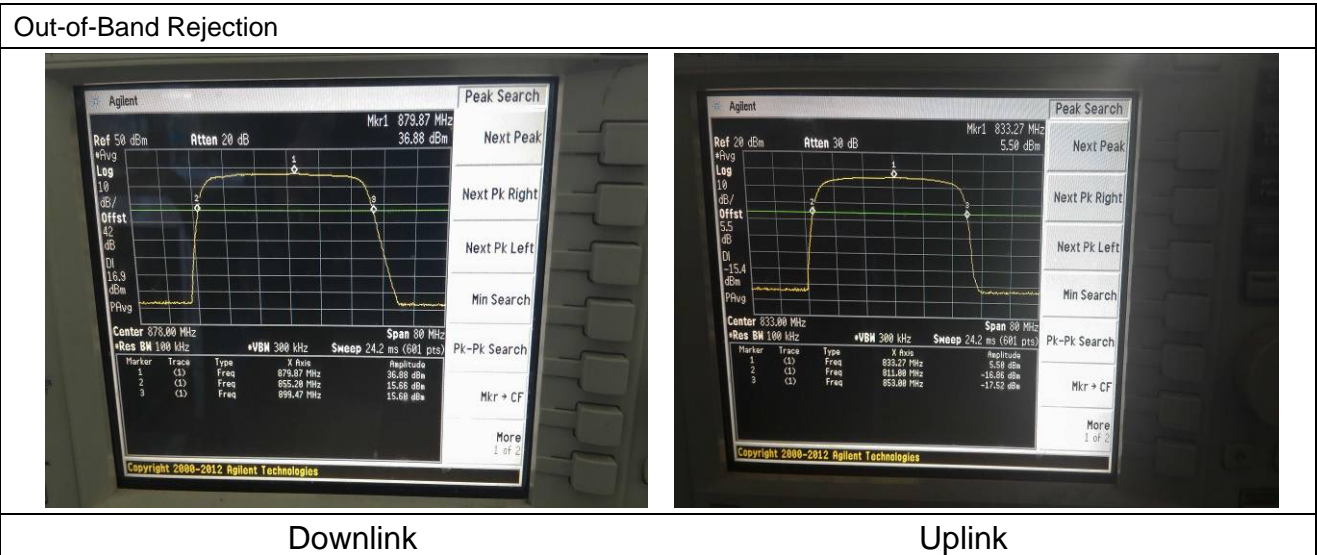 Out-of-Band Rejection
Agilent
Peak Search
Mkr1 879.87 MHz
Ref 50 dBm Atten 20 dB 36.88 dBm
Next Peak
#Avg
Log
10
dB/
Offst
42
dB
DI
16.9
dBm
PAvg
1
2
3
Next Pk Right
Next Pk Left
Min Search
Pk-Pk Search
Mkr → CF
More
1 of 2
Center 878.00 MHz Span 80 MHz
#Res BW 100 kHz #VBW 300 kHz Sweep 24.2 ms (601 pts)
Marker Trace Type X Axis Amplitude
1 (1) Freq 879.87 MHz 36.88 dBm
2 (1) Freq 855.20 MHz 15.66 dBm
3 (1) Freq 899.47 MHz 15.60 dBm
Copyright 2000-2012 Agilent Technologies
Agilent
Peak Search
Mkr1 833.27 MHz
Ref 20 dBm Atten 30 dB 5.50 dBm
Next Peak
#Avg
Log
10
dB/
Offst
5.5
dB
DI
-15.4
dBm
PAvg
1
2
3
Next Pk Right
Next Pk Left
Min Search
Pk-Pk Search
Mkr → CF
More
1 of 2
Center 833.00 MHz Span 80 MHz
#Res BW 100 kHz #VBW 300 kHz Sweep 24.2 ms (601 pts)
Marker Trace Type X Axis Amplitude
1 (1) Freq 833.27 MHz 5.50 dBm
2 (1) Freq 811.00 MHz -16.86 dBm
3 (1) Freq 853.00 MHz -17.52 dBm
Copyright 2000-2012 Agilent Technologies
Downlink Uplink